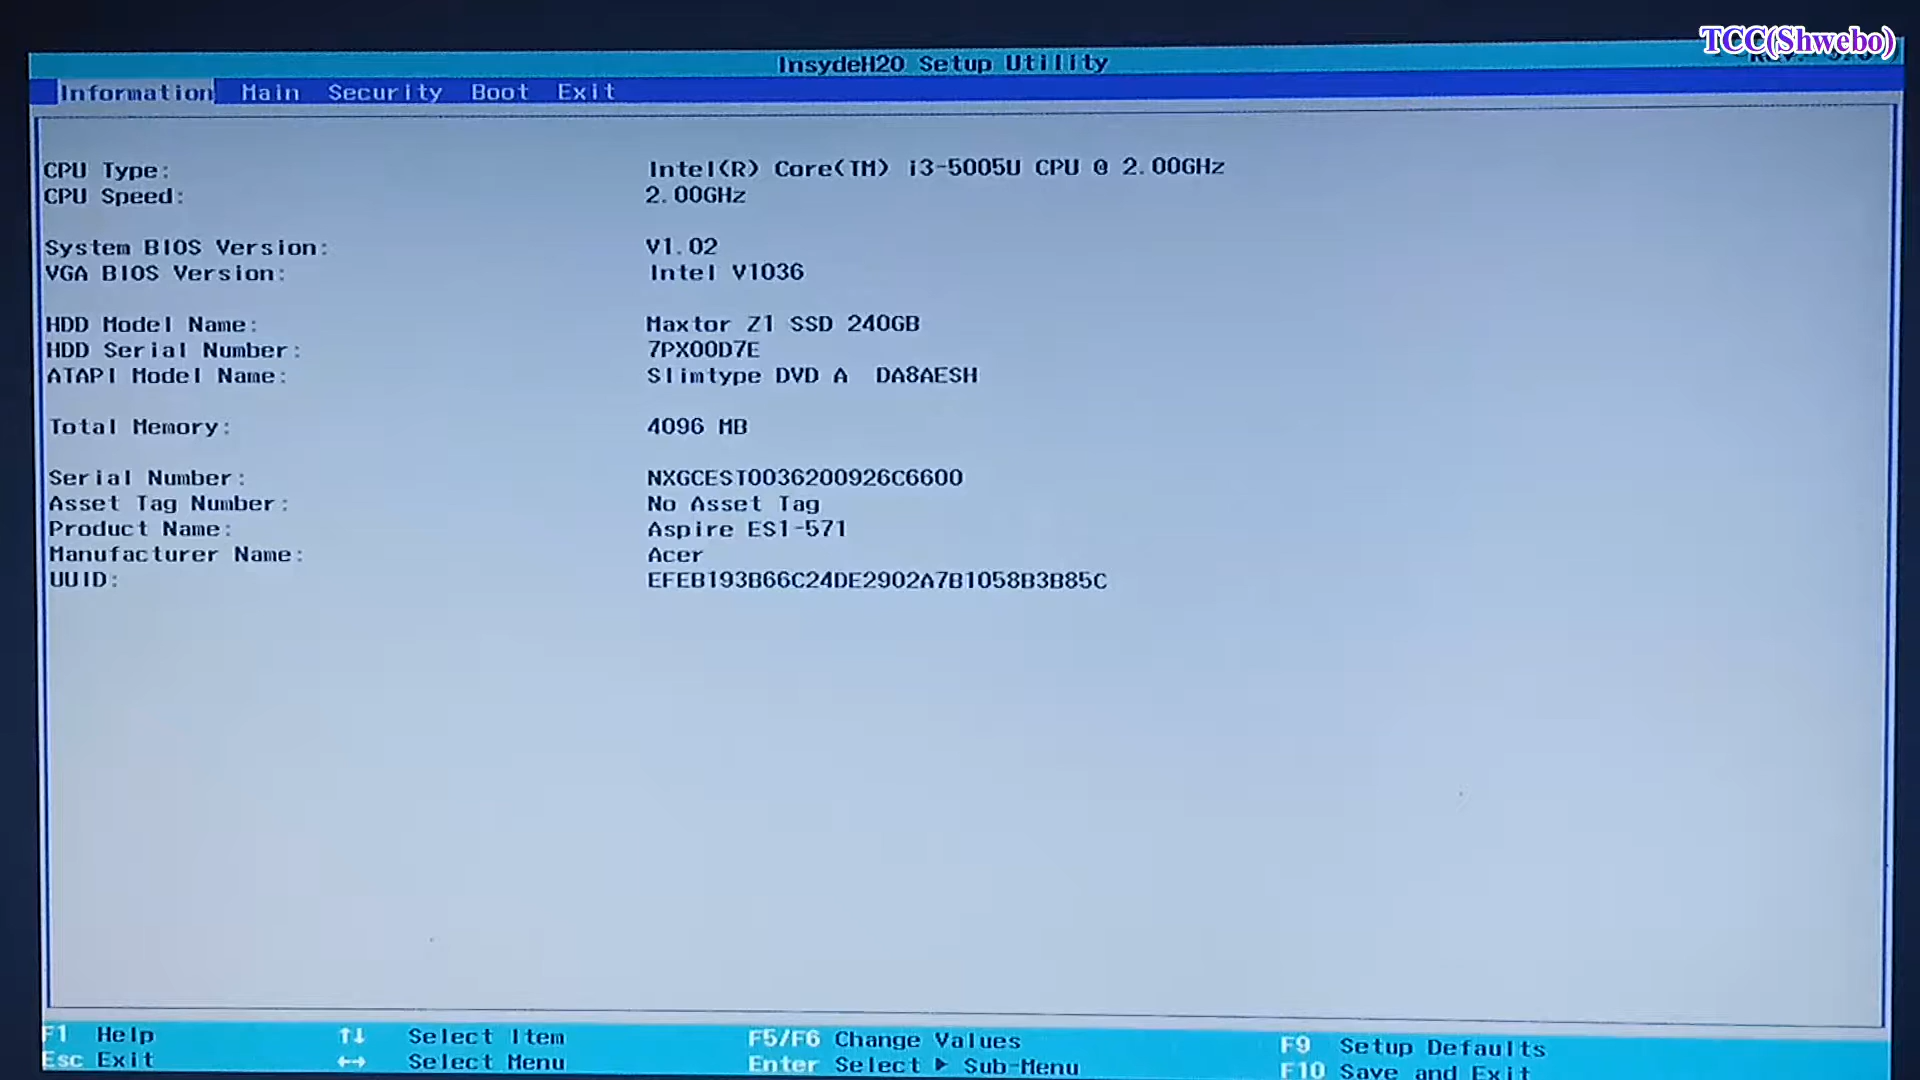 TCC(Shwebo)
InsydeH20 Setup Utility
Information Main Security Boot Exit
CPU Type: Intel(R) Core(TM) i3-5005U CPU @ 2.00GHz
CPU Speed: 2.00GHz
System BIOS Version: V1.02
VGA BIOS Version: Intel V1036
HDD Model Name: Maxtor Z1 SSD 240GB
HDD Serial Number: 7PX00D7E
ATAPI Model Name: Slimtype DVD A DA8AESH
Total Memory: 4096 MB
Serial Number: NXGCEST0036200926C6600
Asset Tag Number: No Asset Tag
Product Name: Aspire ES1-571
Manufacturer Name: Acer
UUID: EFEB193B66C24DE2902A7B1058B3B85C
F1 Help ↑↓ Select Item F5/F6 Change Values F9 Setup Defaults
Esc Exit ↔ Select Menu Enter Select ▶ Sub-Menu F10 Save and Exit